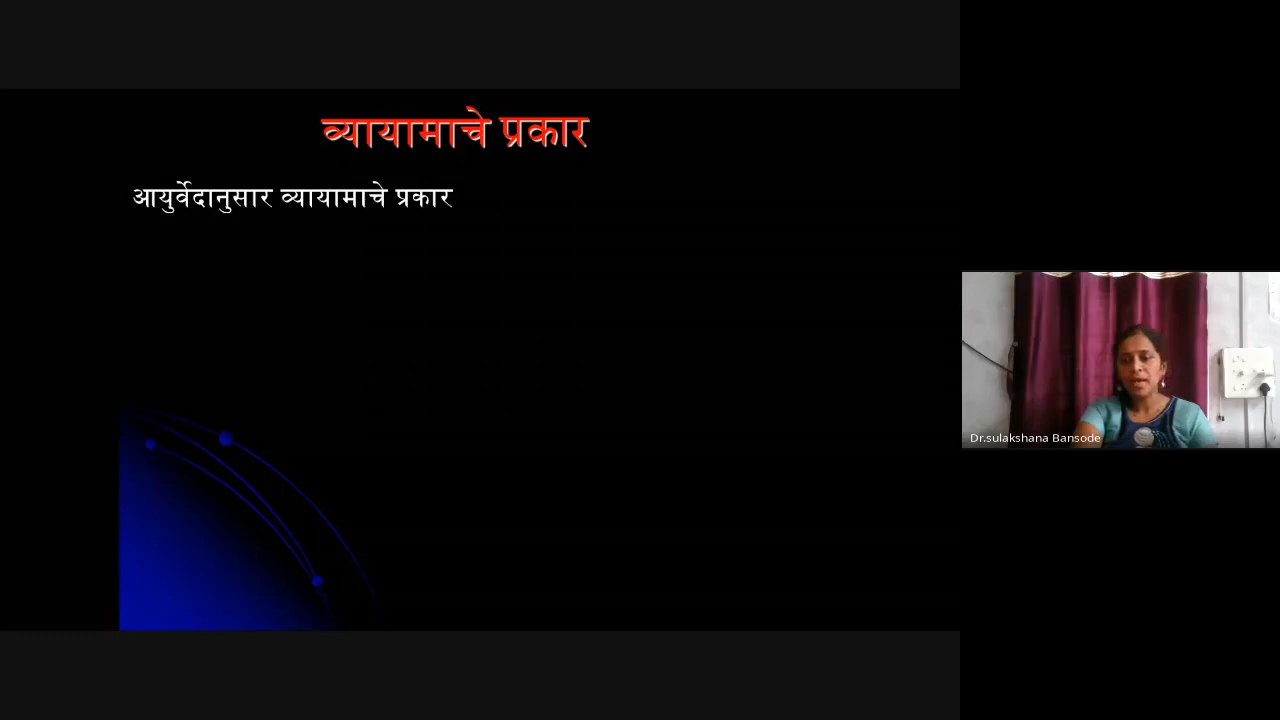 व्यायामाचे प्रकार
आयुर्वेदानुसार व्यायामाचे प्रकार
Dr.sulakshana Bansode